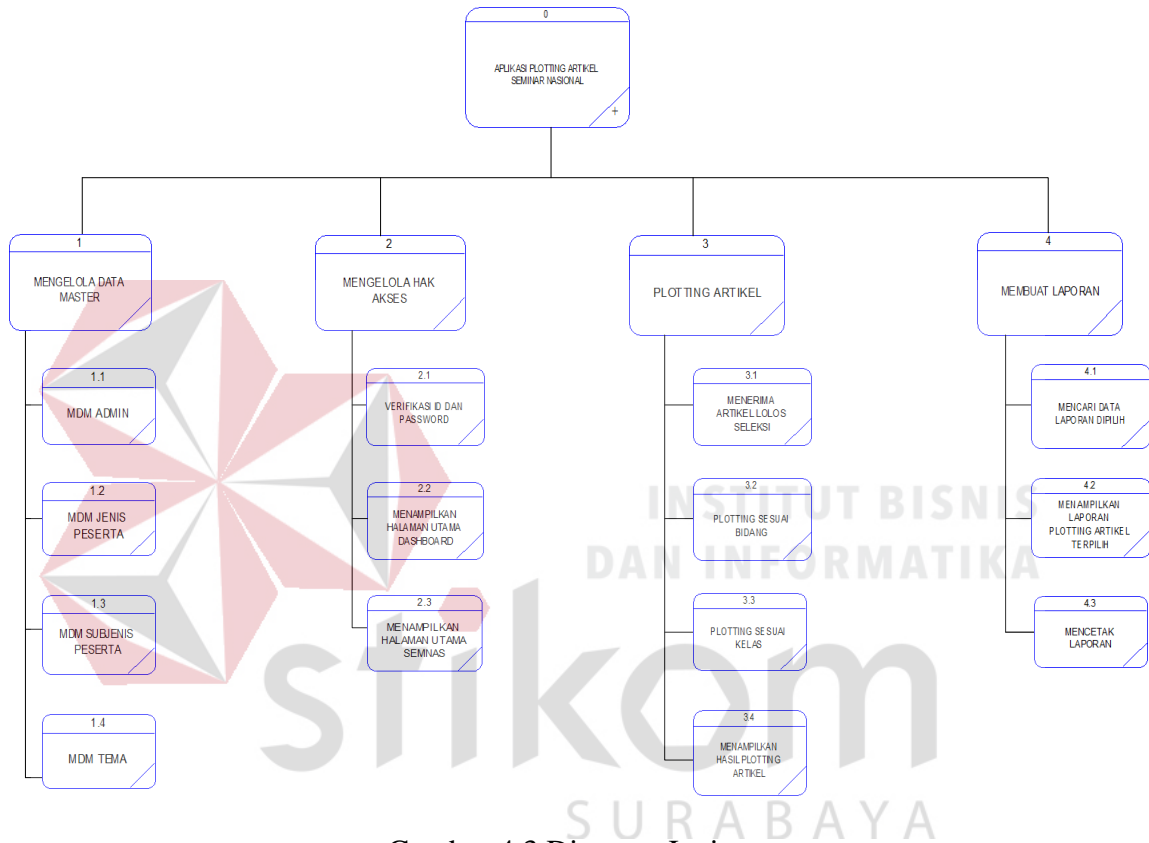 0
APLIKASI PLOTTING ARTIKEL
SEMINAR NASIONAL
1
MENGELOLA DATA
MASTER
2
MENGELOLA HAK
AKSES
3
PLOTTING ARTIKEL
4
MEMBUAT LAPORAN
1.1
MDM ADMIN
1.2
MDM JENIS
PESERTA
1.3
MDM SUBJENIS
PESERTA
1.4
MDM TEMA
2.1
VERIFIKASI ID DAN
PASSWORD
2.2
MENAMPILKAN
HALAMAN UTAMA
DASHBOARD
2.3
MENAMPILKAN
HALAMAN UTAMA
SEMNAS
3.1
MENERIMA
ARTIKEL LOLOS
SELEKSI
3.2
PLOTTING SESUAI
BIDANG
3.3
PLOTTING SESUAI
KELAS
3.4
MENAMPILKAN
HASIL PLOTTING
ARTIKEL
4.1
MENCARI DATA
LAPORAN DIPILIH
4.2
MENAMPILKAN
LAPORAN
PLOTTING ARTIKEL
TERPILIH
4.3
MENCETAK
LAPORAN
INSTITUT BISNIS
DAN INFORMATIKA
stikom
SURABAYA